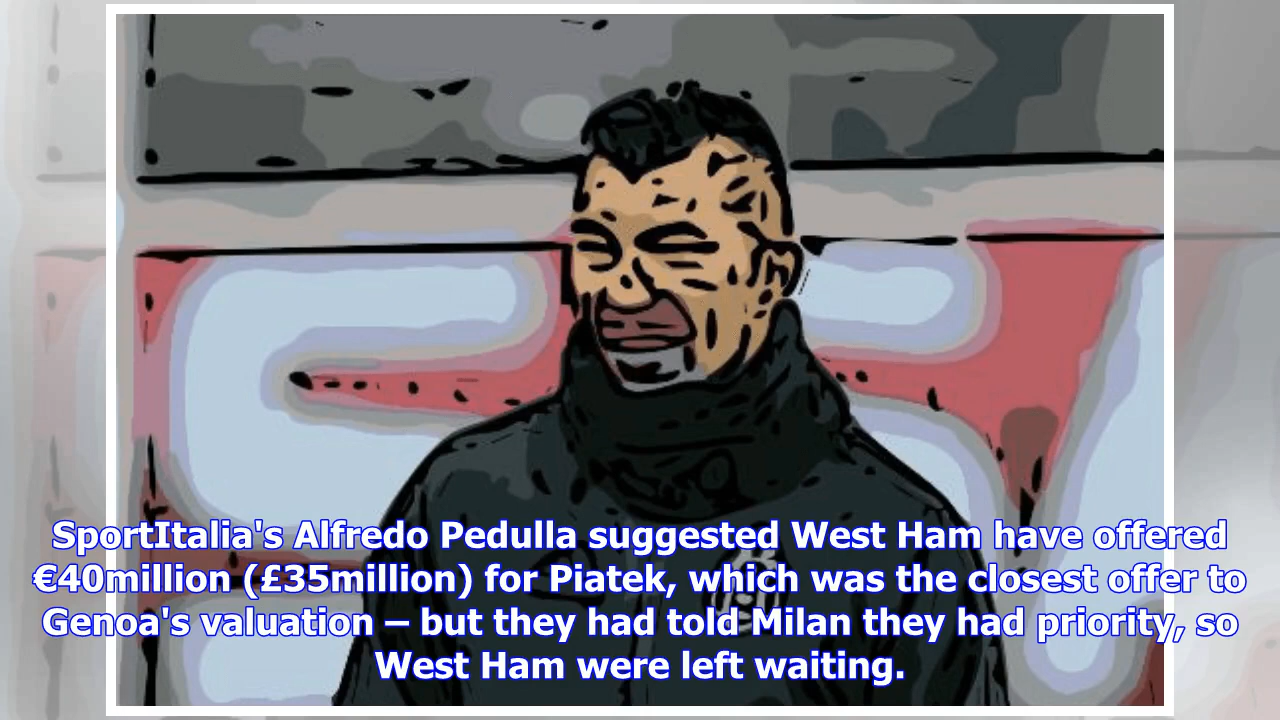 SportItalia's Alfredo Pedulla suggested West Ham have offered
€40million (£35million) for Piatek, which was the closest offer to
Genoa's valuation – but they had told Milan they had priority, so
West Ham were left waiting.